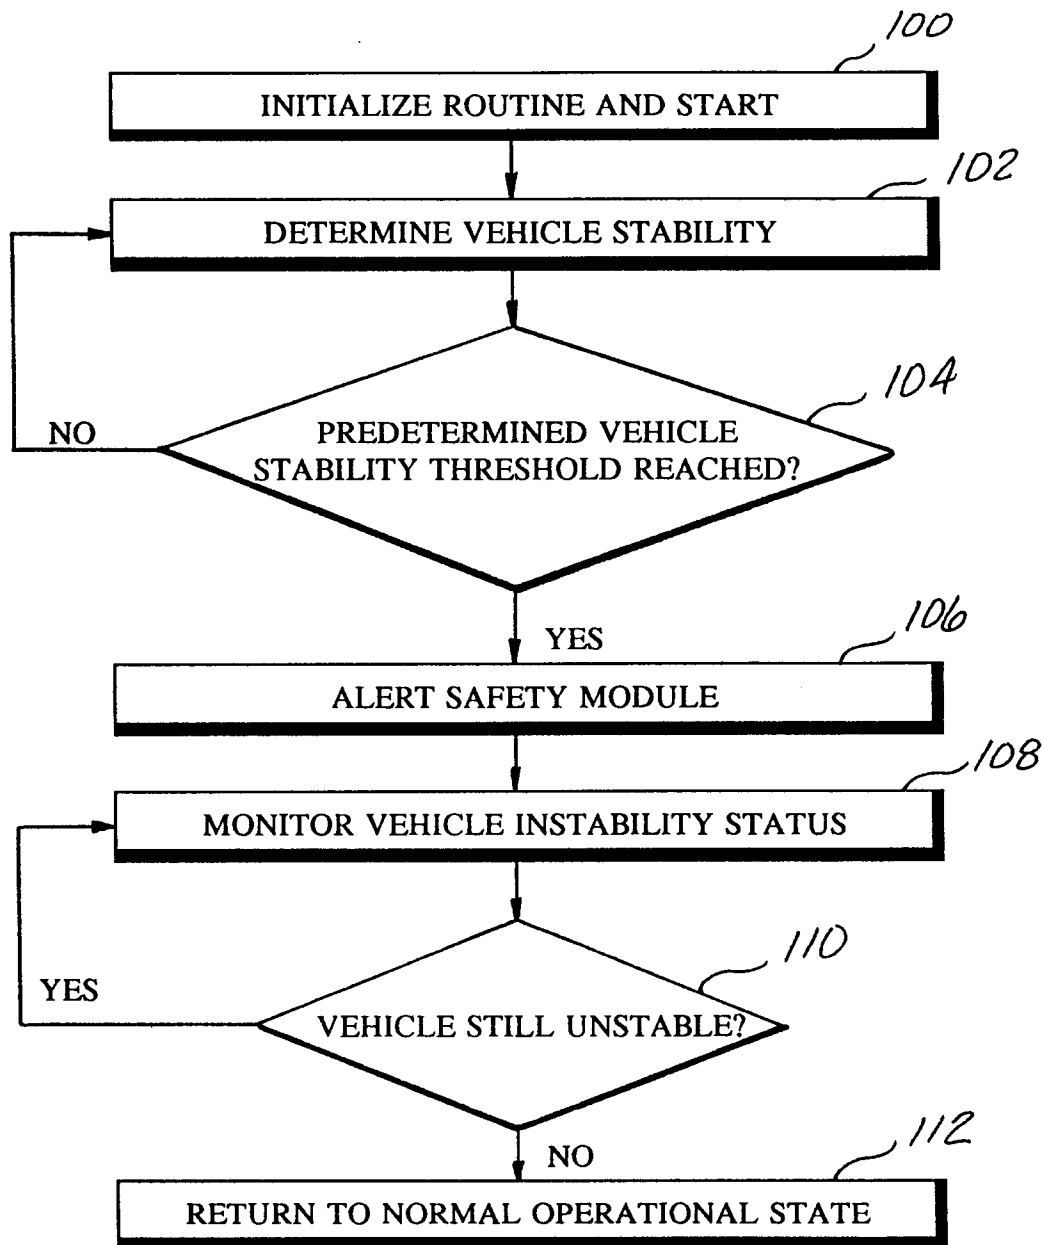 100
INITIALIZE ROUTINE AND START
102
DETERMINE VEHICLE STABILITY
104
NO
PREDETERMINED VEHICLE
STABILITY THRESHOLD REACHED?
YES
106
ALERT SAFETY MODULE
108
MONITOR VEHICLE INSTABILITY STATUS
110
YES
VEHICLE STILL UNSTABLE?
NO
112
RETURN TO NORMAL OPERATIONAL STATE